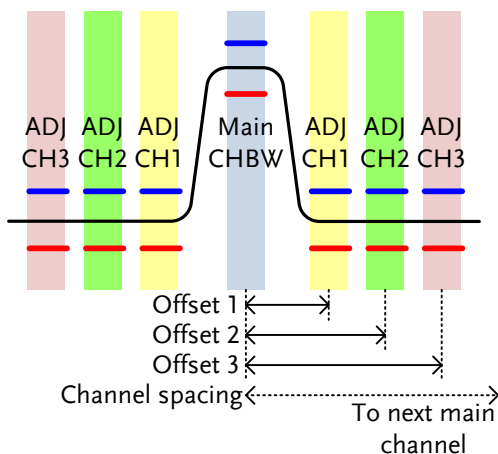 ADJ ADJ ADJ Main ADJ ADJ ADJ
CH3 CH2 CH1 CHBW CH1 CH2 CH3
Offset 1
Offset 2
Offset 3
Channel spacing
To next main
channel